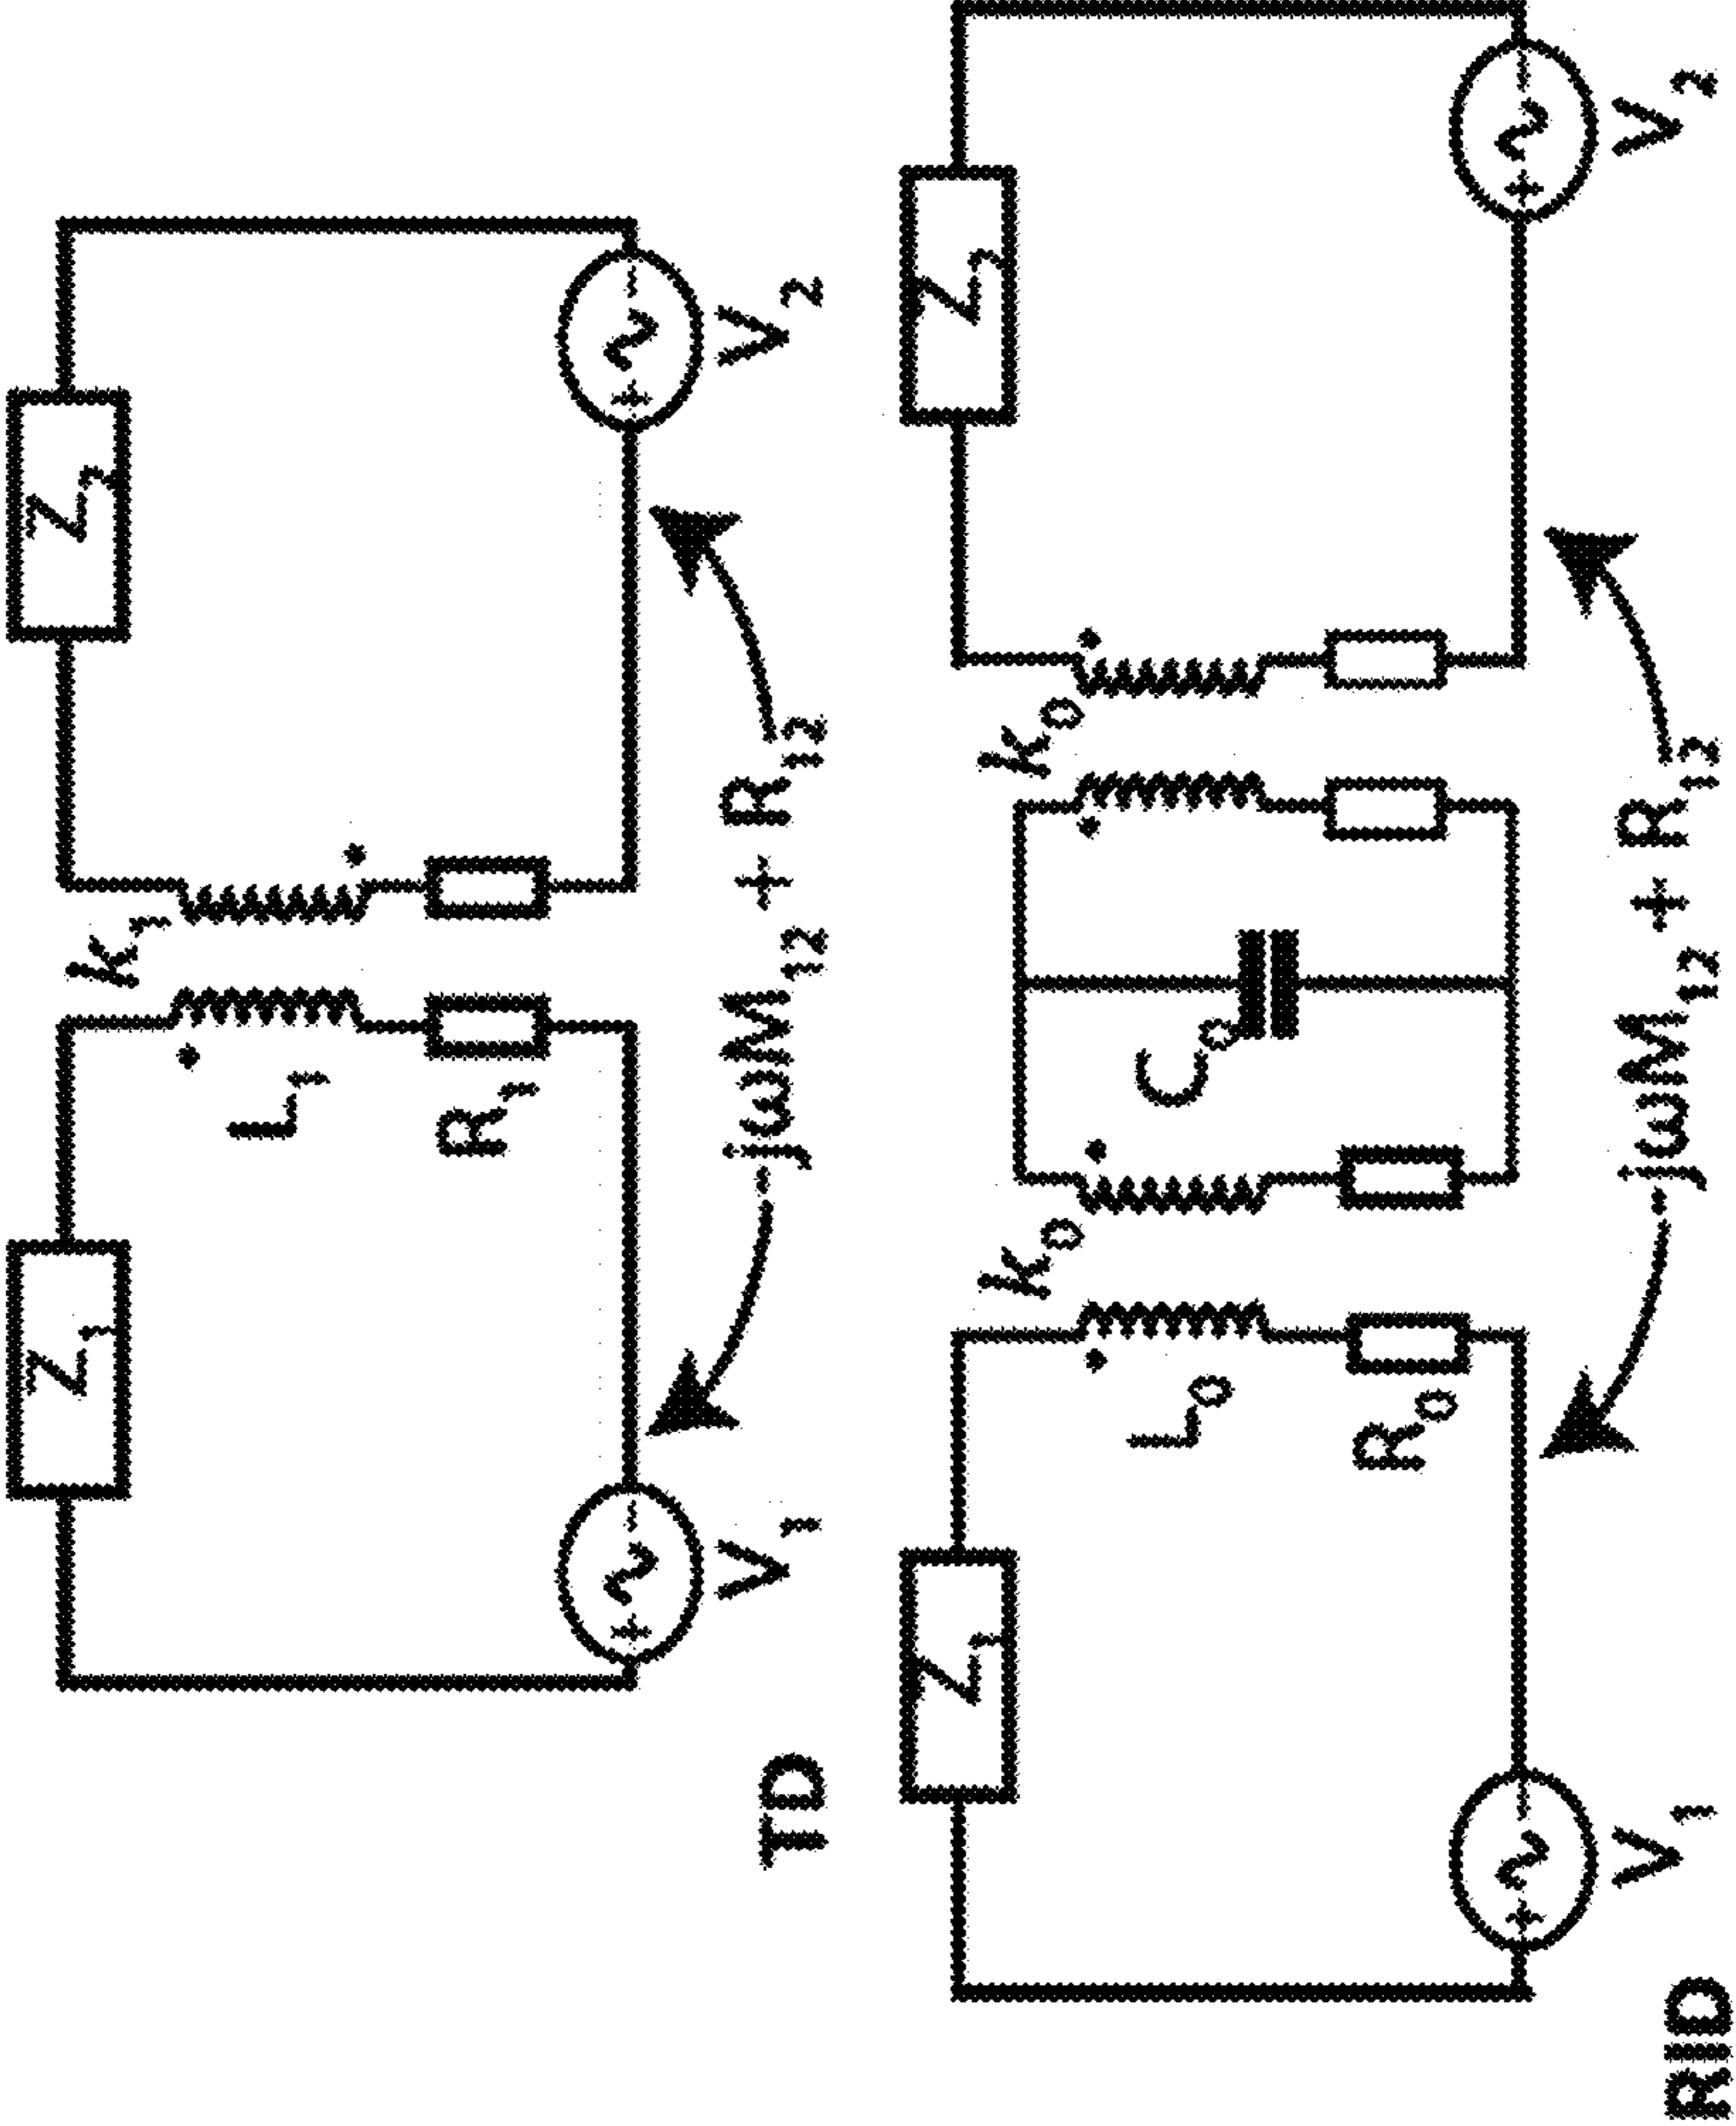 Z1 k1 Z2
L1
R1
V1 V2
-jωM12 + R12
TD
Z1 k0 k0 Z2
L0 C0
R0
V1 V2
-jωM12 + R12
RID